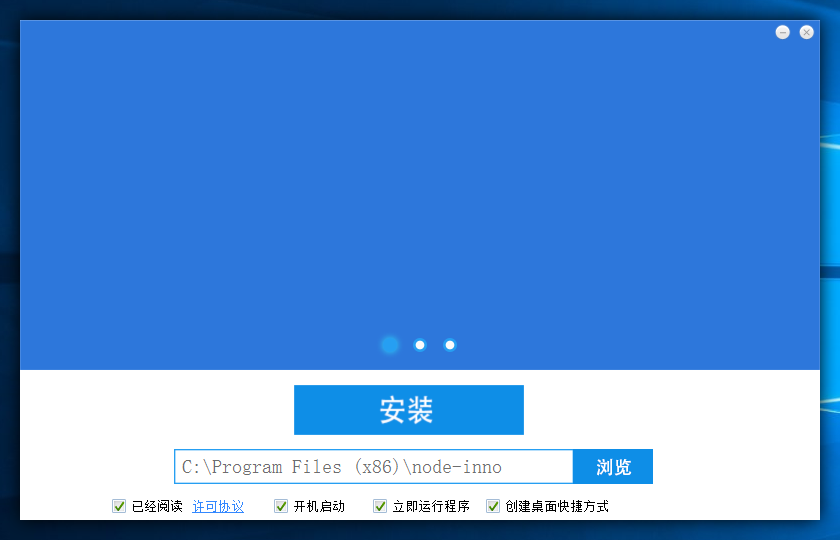 安装
C:\Program Files (x86)\node-inno 浏览
已经阅读 许可协议 开机启动 立即运行程序 创建桌面快捷方式